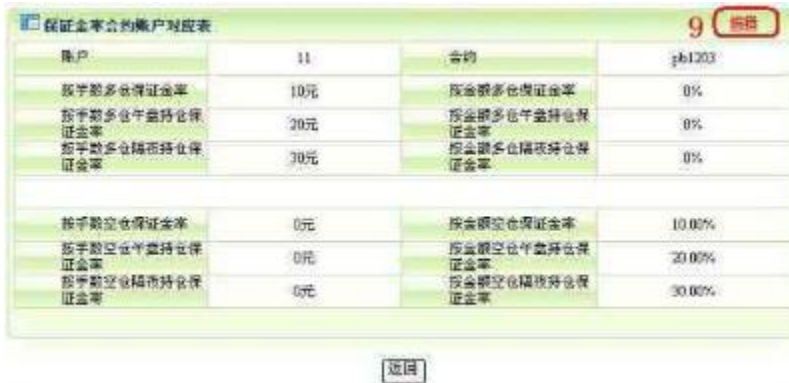 保证金率合约账户对应表 9 编辑
账户 11 合约 pb1203
按手数多仓保证金率 10元 按金额多仓保证金率 0%
按手数多仓午盘持仓保
证金率 20元 按金额多仓午盘持仓保
证金率 0%
按手数多仓隔夜持仓保
证金率 30元 按金额多仓隔夜持仓保
证金率 0%
按手数空仓保证金率 0元 按金额空仓保证金率 10.00%
按手数空仓午盘持仓保
证金率 0元 按金额空仓午盘持仓保
证金率 20.00%
按手数空仓隔夜持仓保
证金率 0元 按金额空仓隔夜持仓保
证金率 30.00%
返回